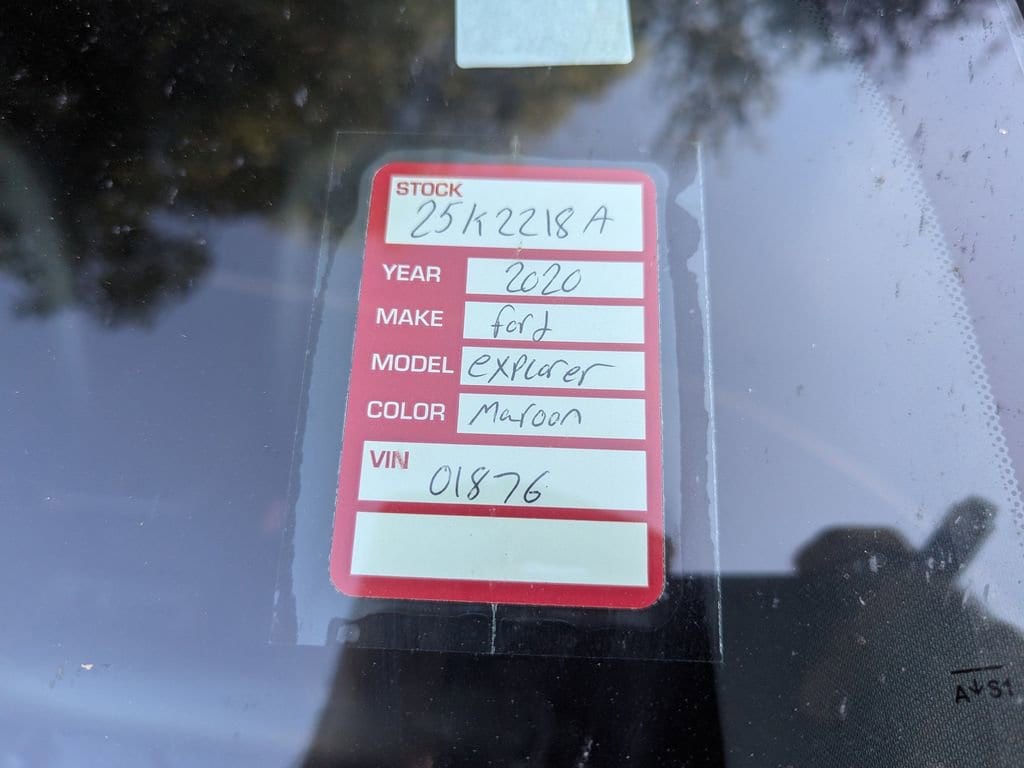 STOCK
25K2218A
YEAR 2020
MAKE ford
MODEL explorer
COLOR Maroon
VIN
01876
A↓S1